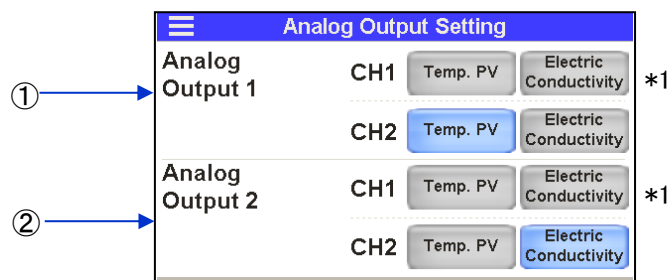 Analog Output Setting
Analog
Output 1
CH1 Temp. PV Electric
Conductivity *1
①
CH2 Temp. PV Electric
Conductivity
Analog
Output 2
CH1 Temp. PV Electric
Conductivity *1
②
CH2 Temp. PV Electric
Conductivity